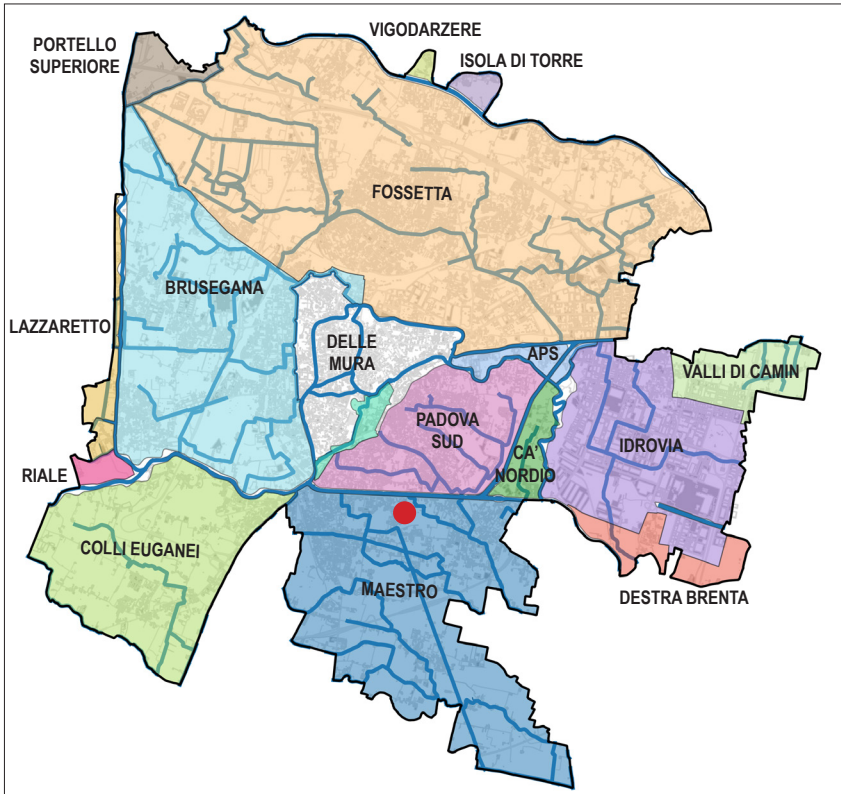 VIGODARZERE
PORTELLO
SUPERIORE
ISOLA DI TORRE
FOSSETTA
BRUSEGANA
LAZZARETTO
DELLE
MURA
APS
VALLI DI CAMIN
PADOVA
SUD
IDROVIA
CA'
NORDIO
RIALE
COLLI EUGANEI
MAESTRO
DESTRA BRENTA